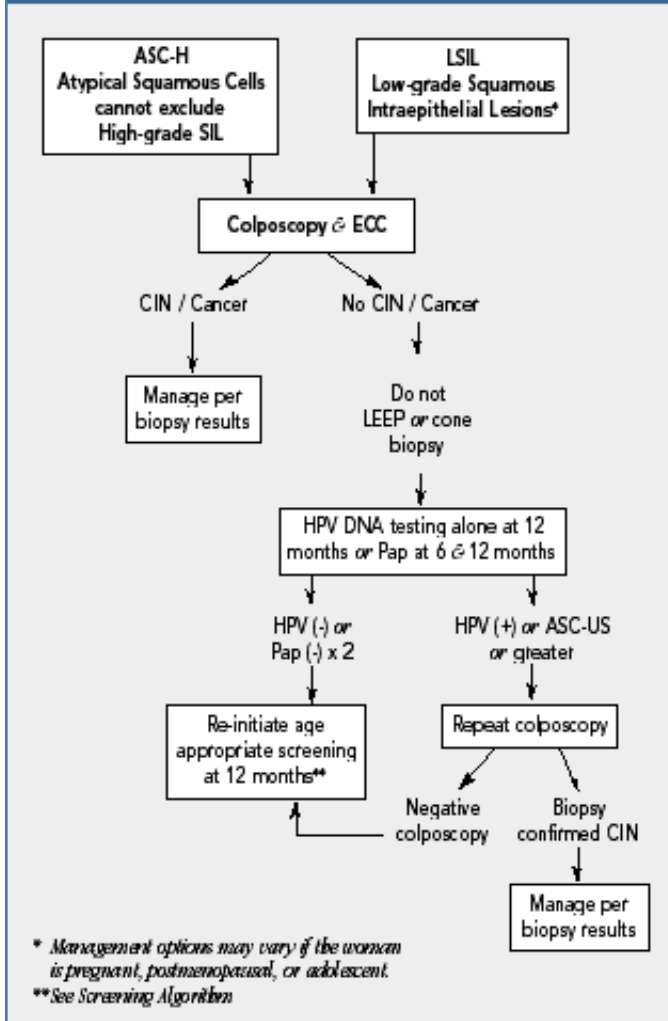 ASC-H
Atypical Squamous Cells
cannot exclude
High-grade SIL
LSIL
Low-grade Squamous
Intraepithelial Lesions*
Colposcopy & ECC
CIN / Cancer
No CIN / Cancer
Manage per
biopsy results
Do not
LEEP or cone
biopsy
HPV DNA testing alone at 12
months or Pap at 6 & 12 months
HPV (-) or
Pap (-) x 2
HPV (+) or ASC-US
or greater
Re-initiate age
appropriate screening
at 12 months**
Repeat colposcopy
Negative
colposcopy
Biopsy
confirmed CIN
Manage per
biopsy results
* Management options may vary if the woman
is pregnant, postmenopausal, or adolescent.
**See Screening Algorithm